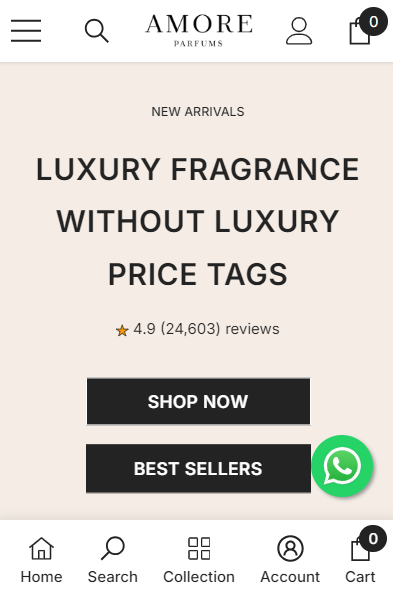 AMORE
PARFUMS
0
NEW ARRIVALS
LUXURY FRAGRANCE
WITHOUT LUXURY
PRICE TAGS
4.9 (24,603) reviews
SHOP NOW
BEST SELLERS
0
Home Search Collection Account Cart